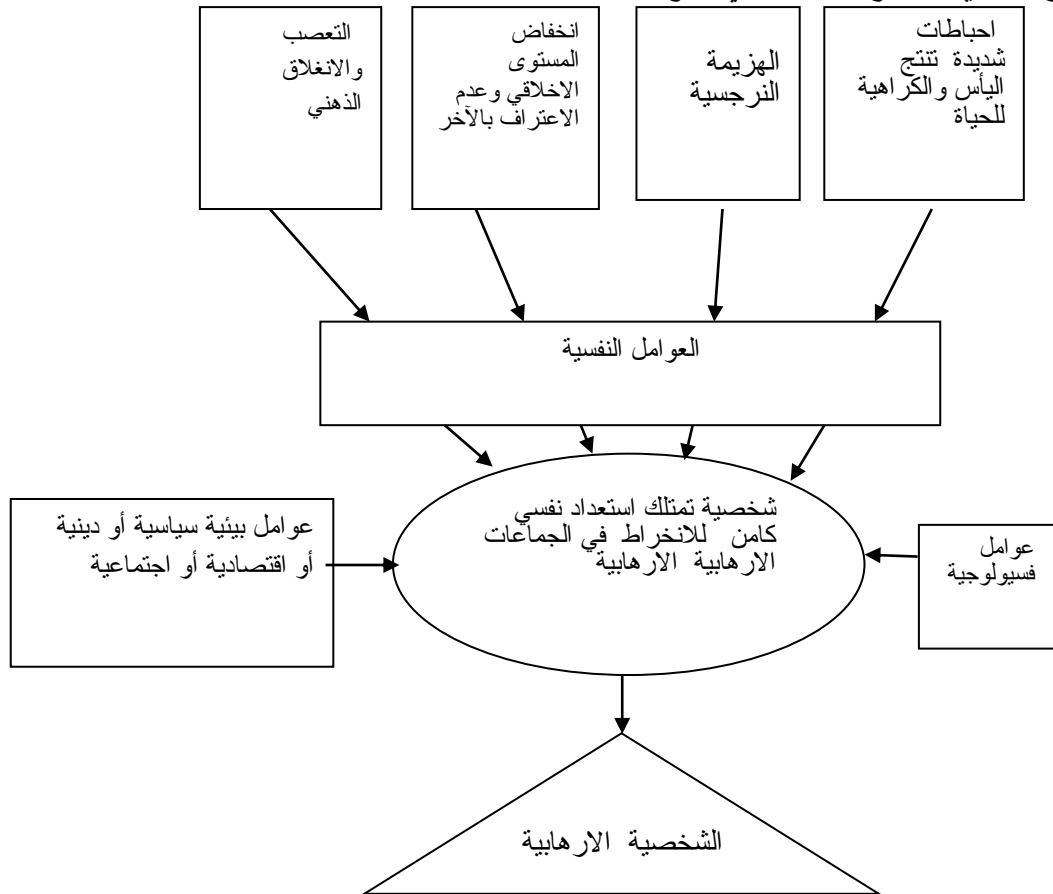 احباطات
شديدة تنتج
اليأس والكراهية
للحياة
الهزيمة
النرجسية
انخفاض
المستوى
الاخلاقي وعدم
الاعتراف بالآخر
التعصب
والانغلاق
الذهني
العوامل النفسية
شخصية تمتلك استعداد نفسي
كامن للانخراط في الجماعات
الارهابية الارهابية
عوامل
فسيولوجية
عوامل بيئية سياسية أو دينية
أو اقتصادية أو اجتماعية
الشخصية الارهابية